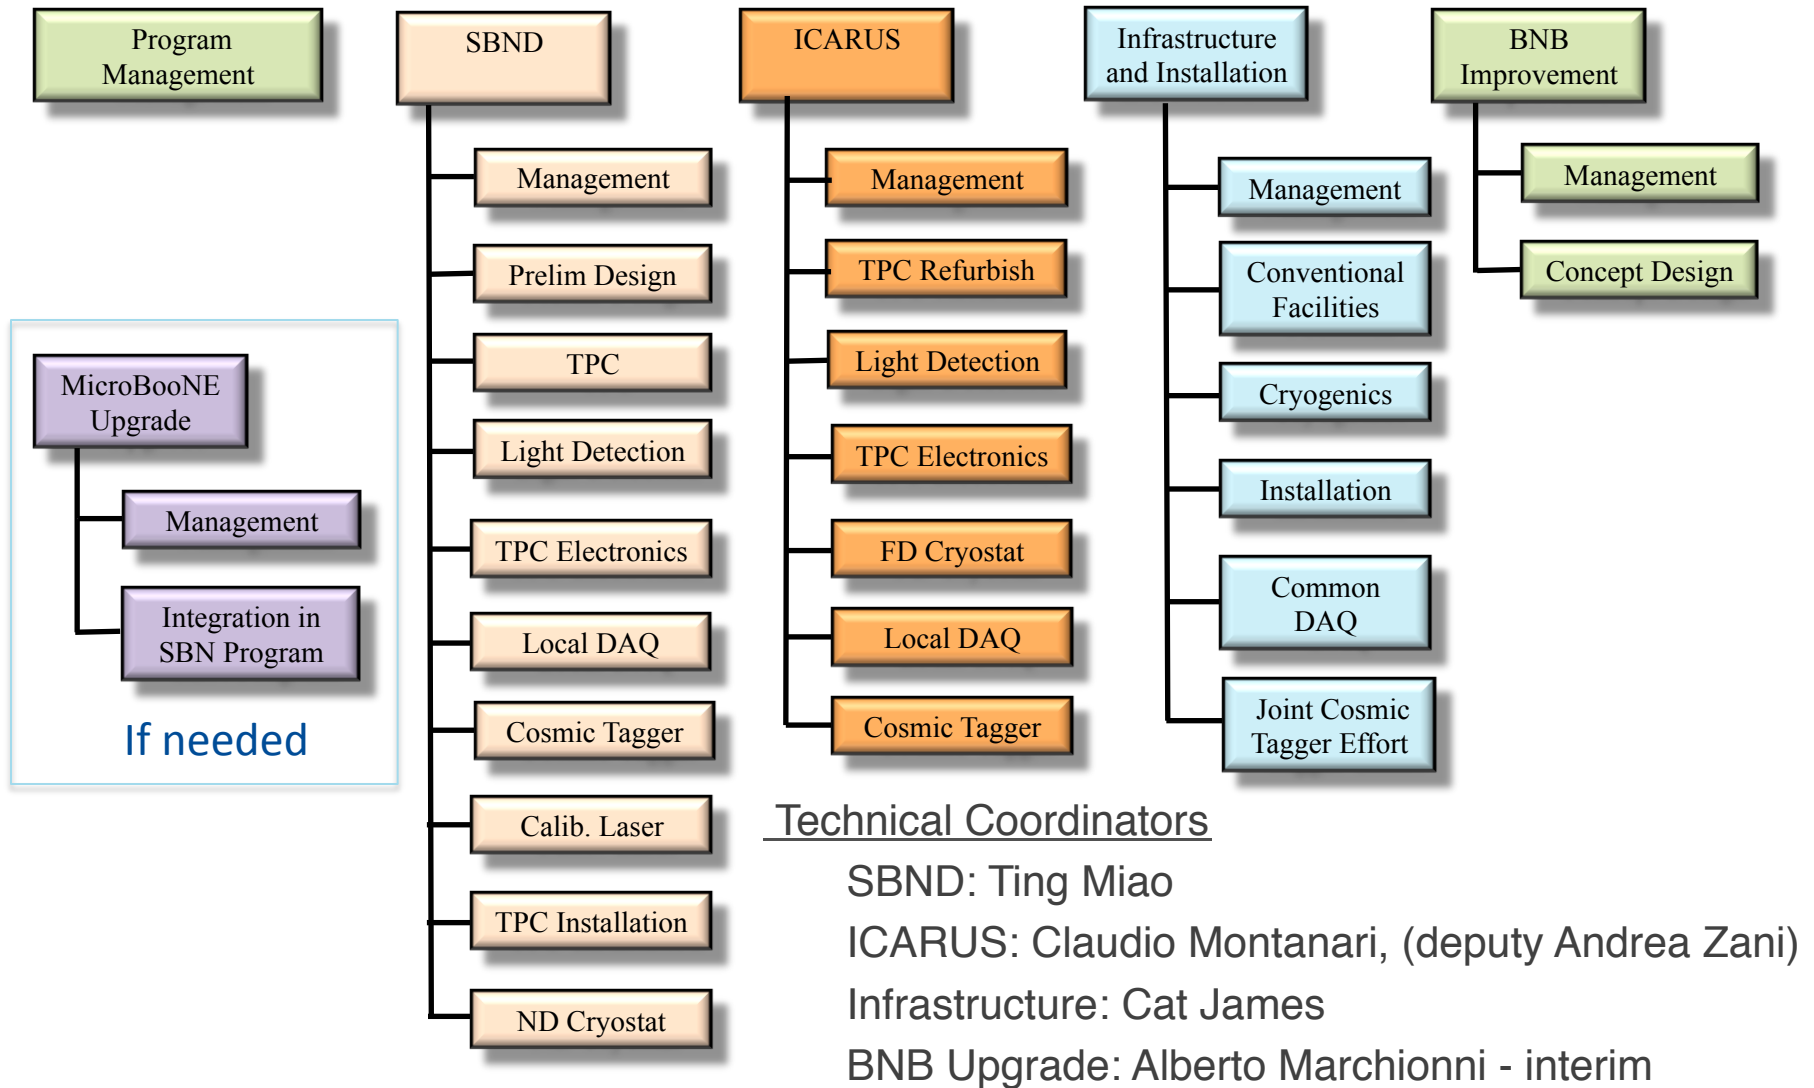 Program
Management
SBND
Management
Prelim Design
TPC
Light Detection
TPC Electronics
Local DAQ
Cosmic Tagger
Calib. Laser
TPC Installation
ND Cryostat
ICARUS
Management
TPC Refurbish
Light Detection
TPC Electronics
FD Cryostat
Local DAQ
Cosmic Tagger
Infrastructure
and Installation
Management
Conventional
Facilities
Cryogenics
Installation
Common
DAQ
Joint Cosmic
Tagger Effort
BNB
Improvement
Management
Concept Design
MicroBooNE
Upgrade
Management
Integration in
SBN Program
If needed
Technical Coordinators
SBND: Ting Miao
ICARUS: Claudio Montanari, (deputy Andrea Zani)
Infrastructure: Cat James
BNB Upgrade: Alberto Marchionni - interim